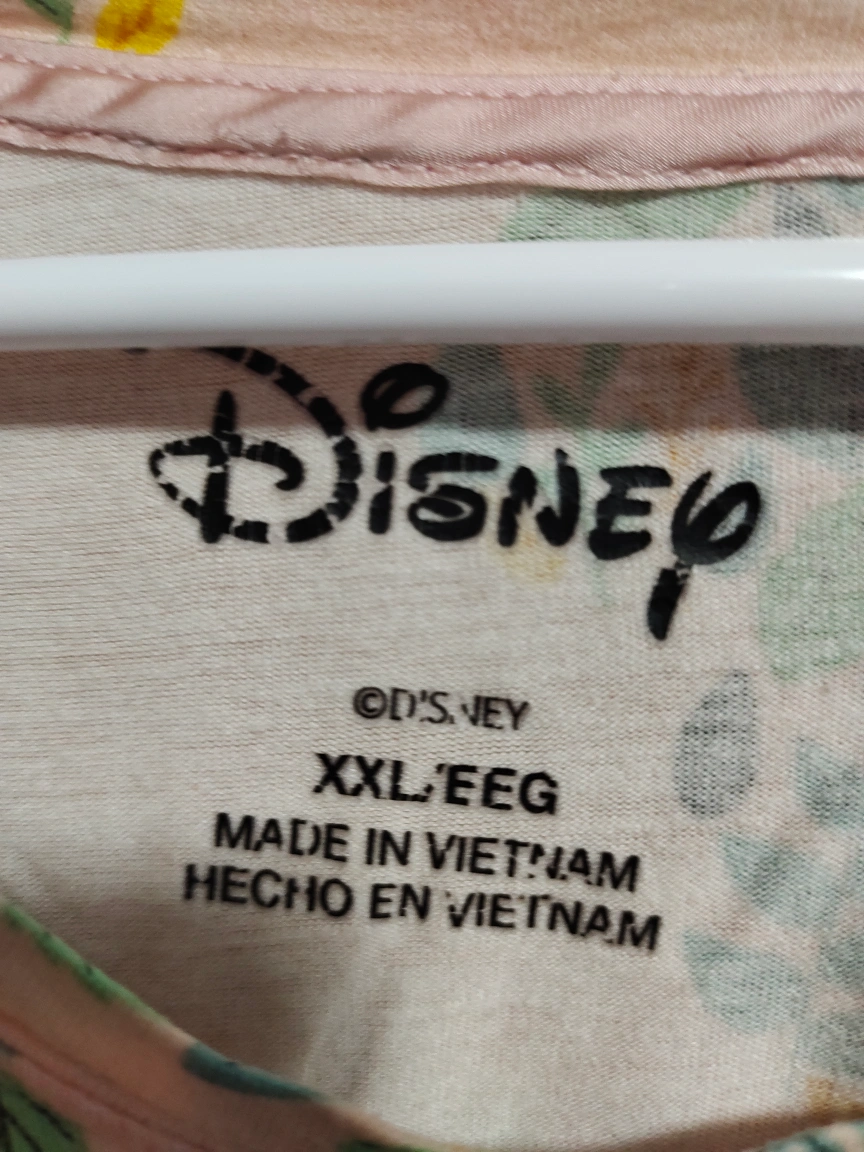 Disney
©DISNEY
XXL/EEG
MADE IN VIETNAM
HECHO EN VIETNAM